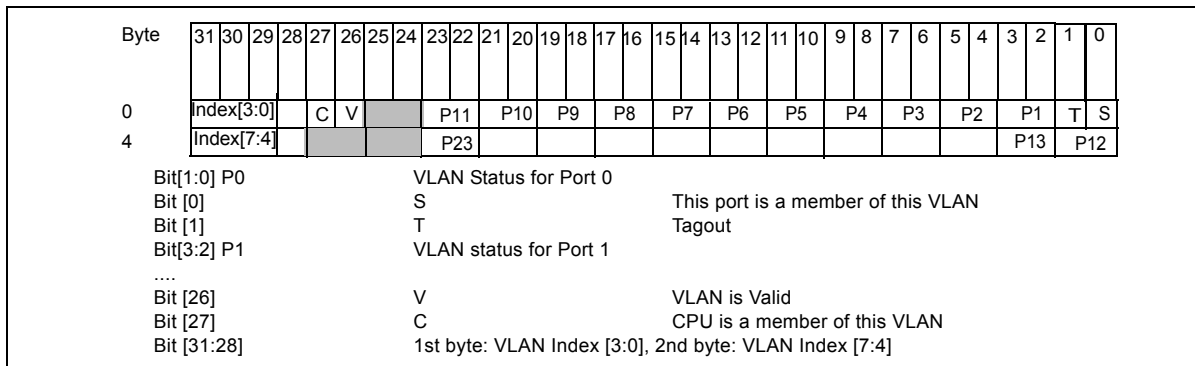 Byte 31 30 29 28 27 26 25 24 23 22 21 20 19 18 17 16 15 14 13 12 11 10 9 8 7 6 5 4 3 2 1 0
0 Index[3:0] C V P11 P10 P9 P8 P7 P6 P5 P4 P3 P2 P1 T S
4 Index[7:4] P23 P13 P12
Bit[1:0] P0 VLAN Status for Port 0
Bit [0] S This port is a member of this VLAN
Bit [1] T Tagout
Bit[3:2] P1 VLAN status for Port 1
....
Bit [26] V VLAN is Valid
Bit [27] C CPU is a member of this VLAN
Bit [31:28] 1st byte: VLAN Index [3:0], 2nd byte: VLAN Index [7:4]